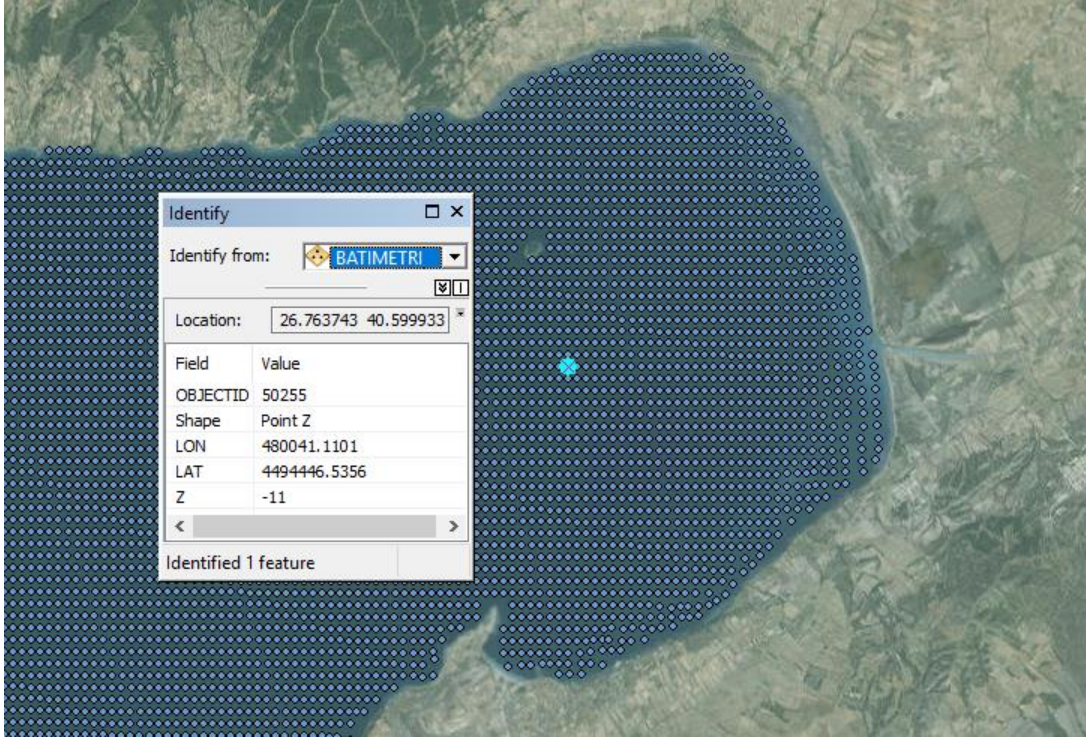 Identify
Identify from: BATIMETRI
Location: 26.763743 40.599933
Field Value
OBJECTID 50255
Shape Point Z
LON 480041.1101
LAT 4494446.5356
Z -11
Identified 1 feature